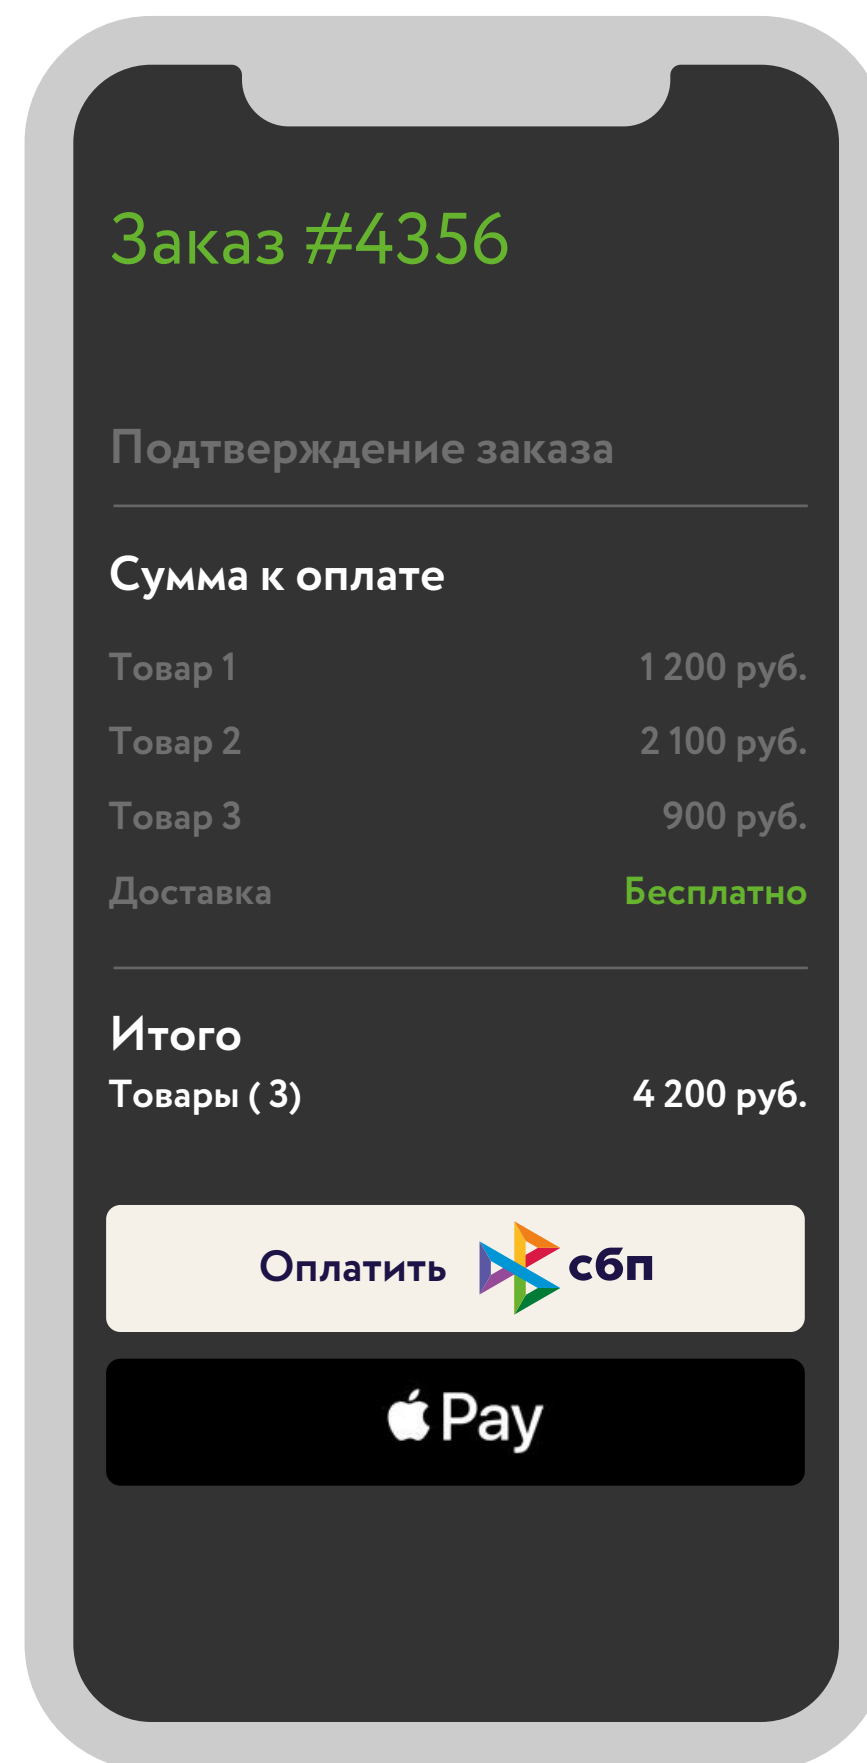 Заказ #4356
Подтверждение заказа
Сумма к оплате
Товар 1 1 200 руб.
Товар 2 2 100 руб.
Товар 3 900 руб.
Доставка Бесплатно
Итого
Товары ( 3) 4 200 руб.
Оплатить сбп
Pay